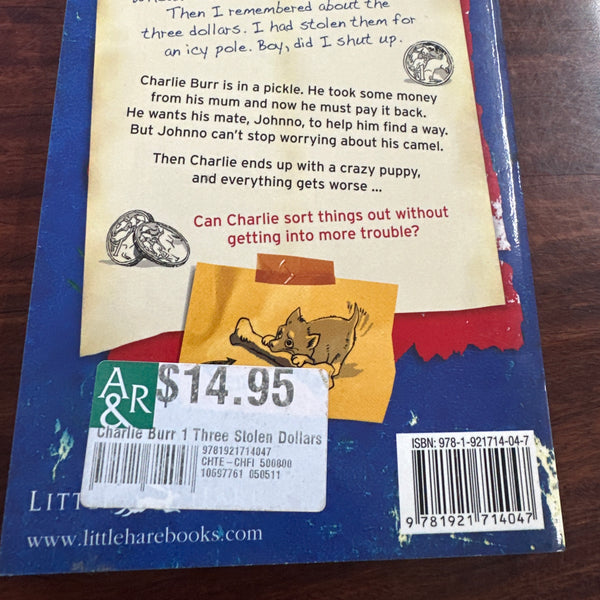 Then I remembered about the
three dollars. I had stolen them for
an icy pole. Boy, did I shut up.
Charlie Burr is in a pickle. He took some money
from his mum and now he must pay it back.
He wants his mate, Johnno, to help him find a way.
But Johnno can't stop worrying about his camel.
Then Charlie ends up with a crazy puppy,
and everything gets worse ...
Can Charlie sort things out without
getting into more trouble?
A&R $14.95
Charlie Burr 1 Three Stolen Dollars
9781921714047
CHTE-CHFI 500800
10697761 050511
ISBN: 978-1-921714-04-7
9 781921 714047
LITT
www.littleharebooks.com